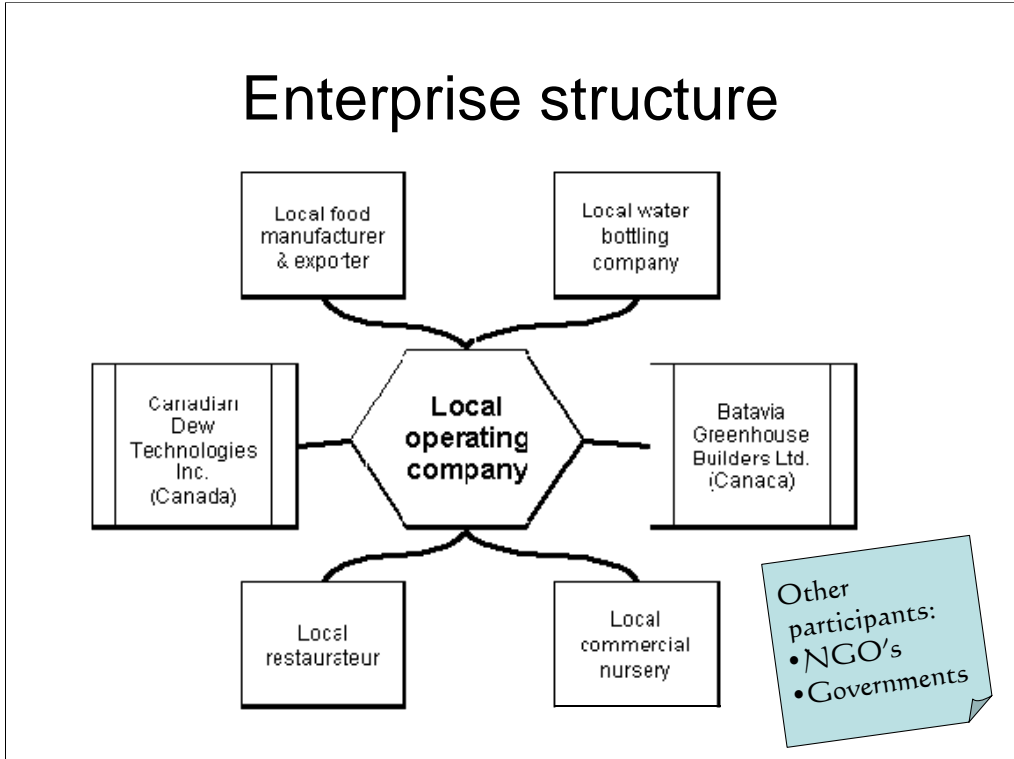 Enterprise structure
Local food
manufacturer
& exporter
Local water
bottling
company
Canadian
Dew
Technologies
Inc.
(Canada)
Local
operating
company
Batavia
Greenhouse
Builders Ltd.
(Canaca)
Local
restaurateur
Local
commercial
nursery
Other
participants:
•NGO's
•Governments